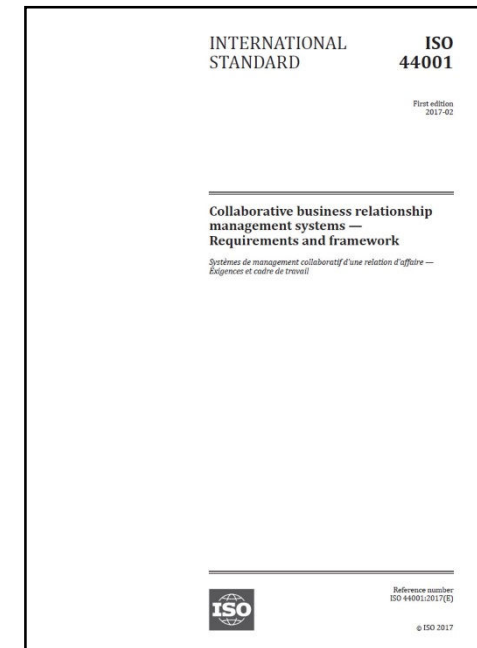 INTERNATIONAL STANDARD
ISO 44001
First edition
2017-02
Collaborative business relationship
management systems —
Requirements and framework
Systèmes de management collaboratif d'une relation d'affaire —
Éxigences et cadre de travail
ISO
Reference number
ISO 44001:2017(E)
© ISO 2017